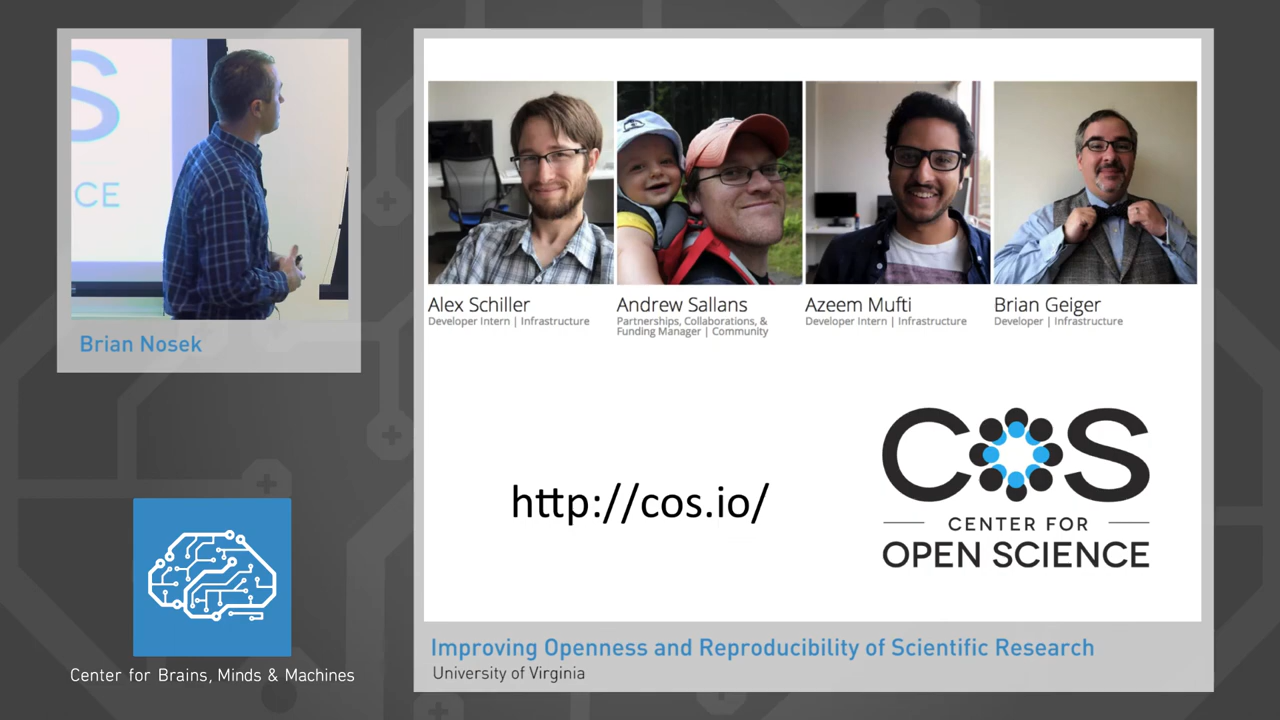 S
CE
Brian Nosek
Center for Brains, Minds & Machines
Alex Schiller
Developer Intern | Infrastructure
Andrew Sallans
Partnerships, Collaborations, &
Funding Manager | Community
Azeem Mufti
Developer Intern | Infrastructure
Brian Geiger
Developer | Infrastructure
http://cos.io/
COS
CENTER FOR
OPEN SCIENCE
Improving Openness and Reproducibility of Scientific Research
University of Virginia